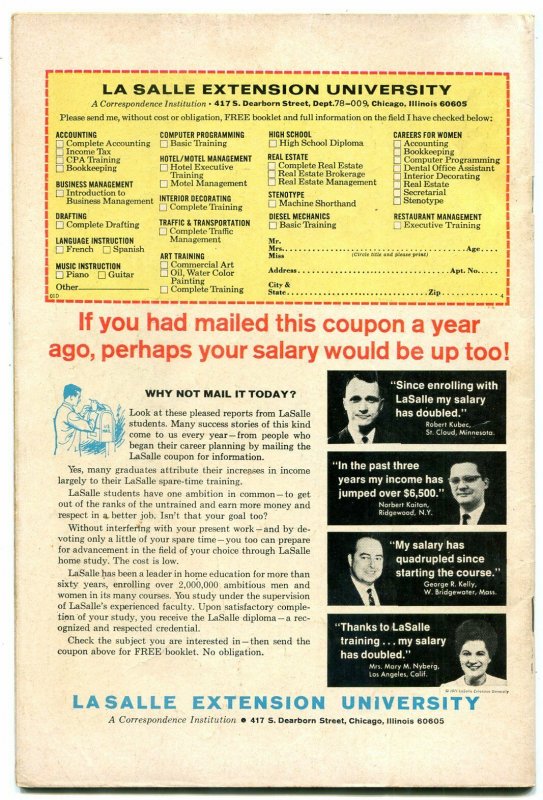 LA SALLE EXTENSION UNIVERSITY
A Correspondence Institution • 417 S. Dearborn Street, Dept. 78-009, Chicago, Illinois 60605
Please send me, without cost or obligation, FREE booklet and full information on the field I have checked below:
ACCOUNTING
Complete Accounting
Income Tax
CPA Training
Bookkeeping
BUSINESS MANAGEMENT
Introduction to
Business Management
DRAFTING
Complete Drafting
LANGUAGE INSTRUCTION
French Spanish
MUSIC INSTRUCTION
Piano Guitar
Other
COMPUTER PROGRAMMING
Basic Training
HOTEL/MOTEL MANAGEMENT
Hotel Executive
Training
Motel Management
INTERIOR DECORATING
Complete Training
TRAFFIC & TRANSPORTATION
Complete Traffic
Management
ART TRAINING
Commercial Art
Oil, Water Color
Painting
Complete Training
HIGH SCHOOL
High School Diploma
REAL ESTATE
Complete Real Estate
Real Estate Brokerage
Real Estate Management
STENOTYPE
Machine Shorthand
DIESEL MECHANICS
Basic Training
CAREERS FOR WOMEN
Accounting
Bookkeeping
Computer Programming
Dental Office Assistant
Interior Decorating
Real Estate
Secretarial
Stenotype
RESTAURANT MANAGEMENT
Executive Training
Mr.
Mrs. Age
Miss (Circle title and please print)
Address Apt. No.
City &
State Zip
4
If you had mailed this coupon a year
ago, perhaps your salary would be up too!
WHY NOT MAIL IT TODAY?
Look at these pleased reports from LaSalle
students. Many success stories of this kind
come to us every year—from people who
began their career planning by mailing the
LaSalle coupon for information.
Yes, many graduates attribute their increases in income
largely to their LaSalle spare-time training.
LaSalle students have one ambition in common—to get
out of the ranks of the untrained and earn more money and
respect in a better job. Isn't that your goal too?
Without interfering with your present work—and by de-
voting only a little of your spare time—you too can prepare
for advancement in the field of your choice through LaSalle
home study. The cost is low.
LaSalle has been a leader in home education for more than
sixty years, enrolling over 2,000,000 ambitious men and
women in its many courses. You study under the supervision
of LaSalle's experienced faculty. Upon satisfactory comple-
tion of your study, you receive the LaSalle diploma—a rec-
ognized and respected credential.
Check the subject you are interested in—then send the
coupon above for FREE booklet. No obligation.
"Since enrolling with
LaSalle my salary
has doubled."
Robert Kubec,
St. Cloud, Minnesota.
"In the past three
years my income has
jumped over $6,500."
Norbert Kaitan,
Ridgewood, N.Y.
"My salary has
quadrupled since
starting the course."
George R. Kelly,
W. Bridgewater, Mass.
"Thanks to LaSalle
training . . . my salary
has doubled."
Mrs. Mary M. Nyberg,
Los Angeles, Calif.
© 1971 LaSalle Extension University
LASALLE EXTENSION UNIVERSITY
A Correspondence Institution • 417 S. Dearborn Street, Chicago, Illinois 60605